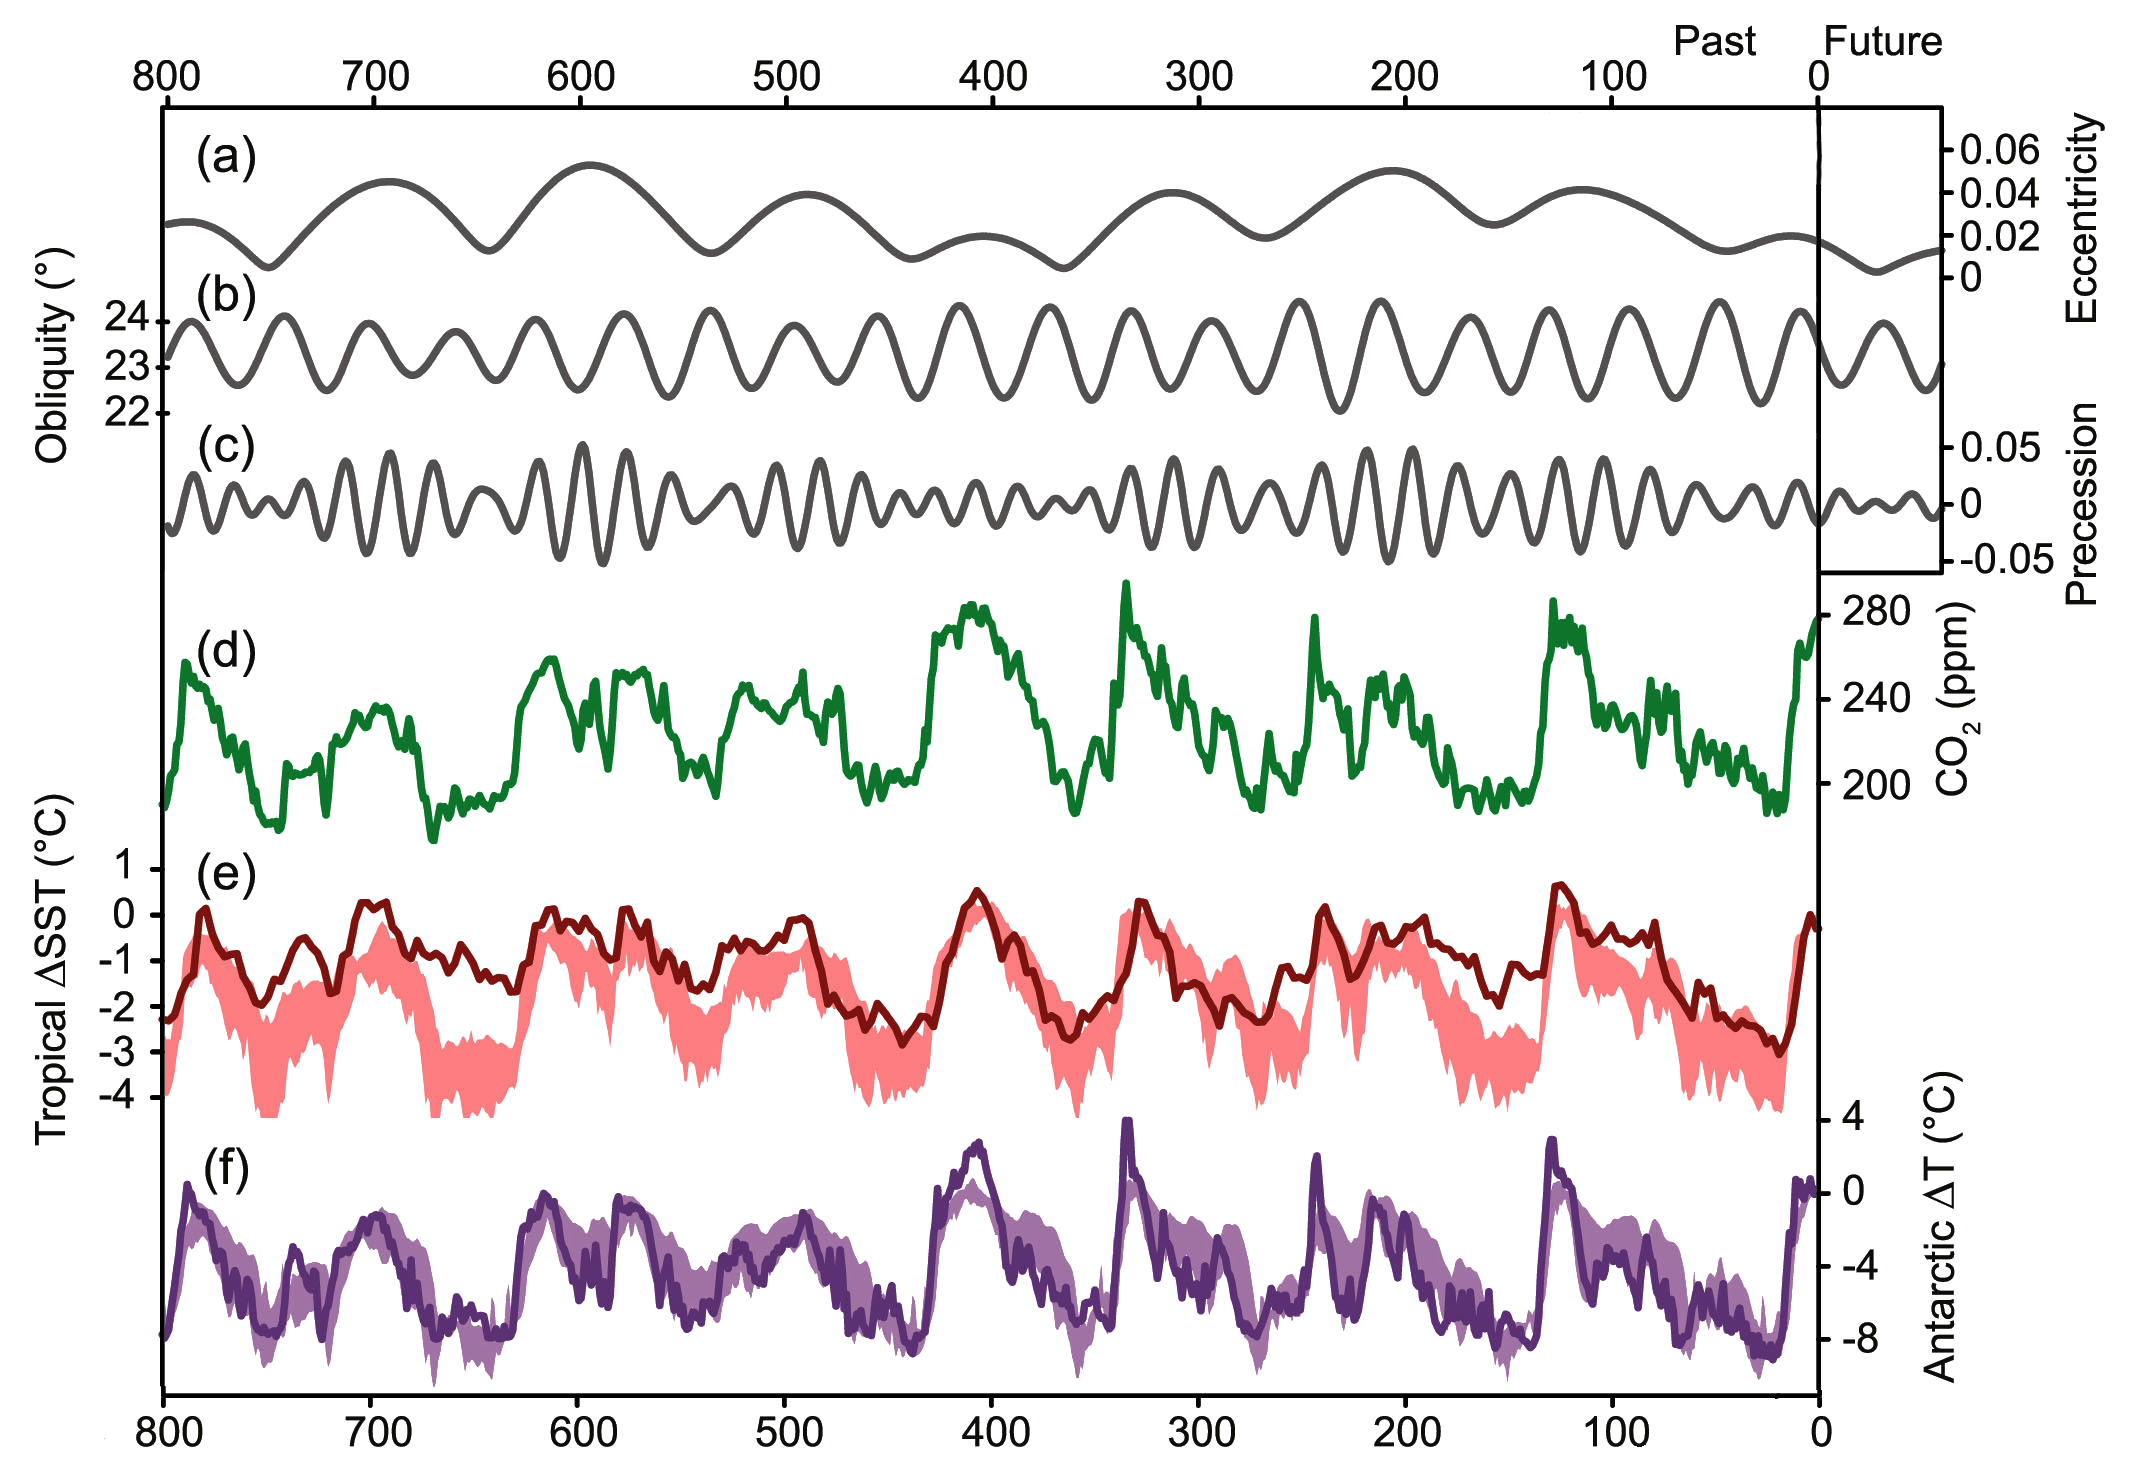 Past Future
800 700 600 500 400 300 200 100 0
(a)
0.06
0.04
0.02
0
Eccentricity
(b)
24
23
22
Obliquity (°)
(c)
0.05
0
-0.05
Precession
(d)
280
240
200
CO2 (ppm)
(e)
1
0
-1
-2
-3
-4
Tropical ΔSST (°C)
(f)
4
0
-4
-8
Antarctic ΔT (°C)
800 700 600 500 400 300 200 100 0